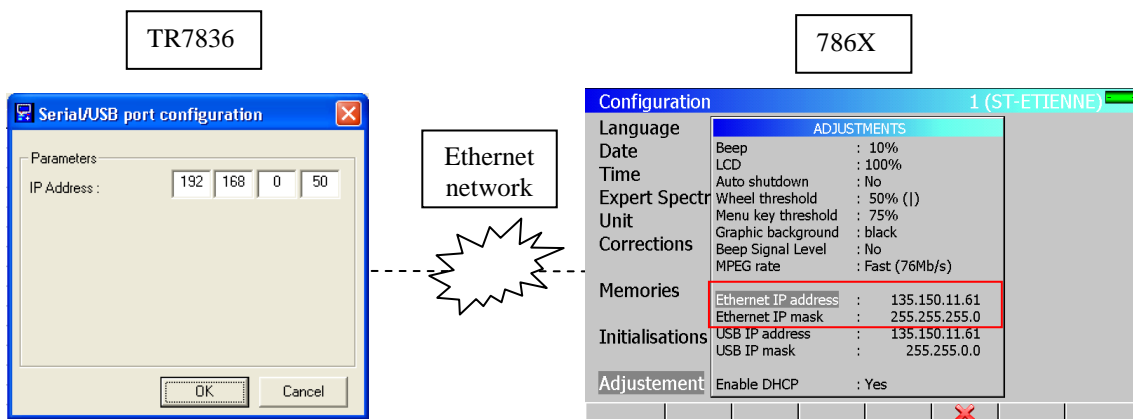 TR7836
786X
Serial/USB port configuration
Parameters
IP Address :
192 168 0 50
OK
Cancel
Ethernet
network
Configuration
1 (ST-ETIENNE)
Language
Date
Time
Expert Spectr
Unit
Corrections
Memories
Initialisations
Adjustement
ADJUSTMENTS
Beep : 10%
LCD : 100%
Auto shutdown : No
Wheel threshold : 50% (|)
Menu key threshold : 75%
Graphic background : black
Beep Signal Level : No
MPEG rate : Fast (76Mb/s)
Ethernet IP address : 135.150.11.61
Ethernet IP mask : 255.255.255.0
USB IP address : 135.150.11.61
USB IP mask : 255.255.0.0
Enable DHCP : Yes